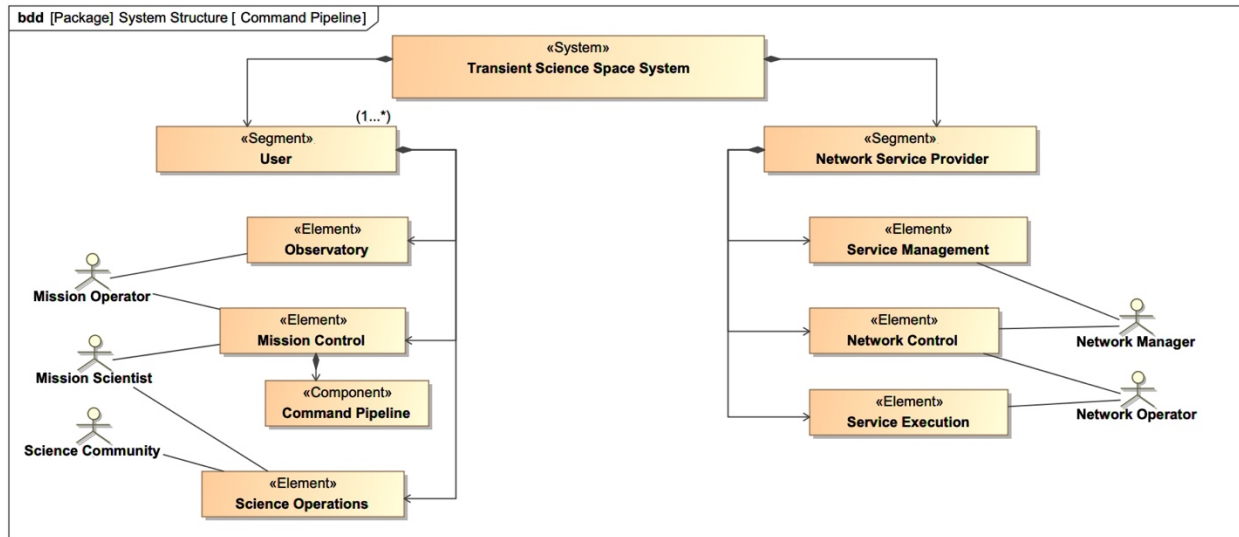 bdd [Package] System Structure [ Command Pipeline]
«System»
Transient Science Space System
(1...*)
«Segment»
User
«Segment»
Network Service Provider
«Element»
Observatory
«Element»
Service Management
Mission Operator
«Element»
Mission Control
«Element»
Network Control
Network Manager
Mission Scientist
«Component»
Command Pipeline
«Element»
Service Execution
Network Operator
Science Community
«Element»
Science Operations